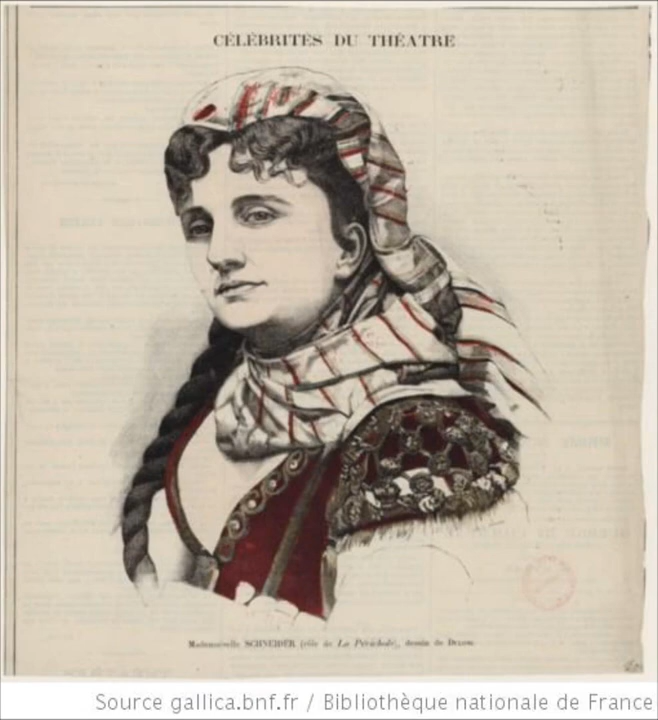 CÉLÉBRITÉS DU THÉATRE
Mademoiselle SCHNEIDER (rôle de La Périchole), dessin de
Source gallica.bnf.fr / Bibliothèque nationale de France